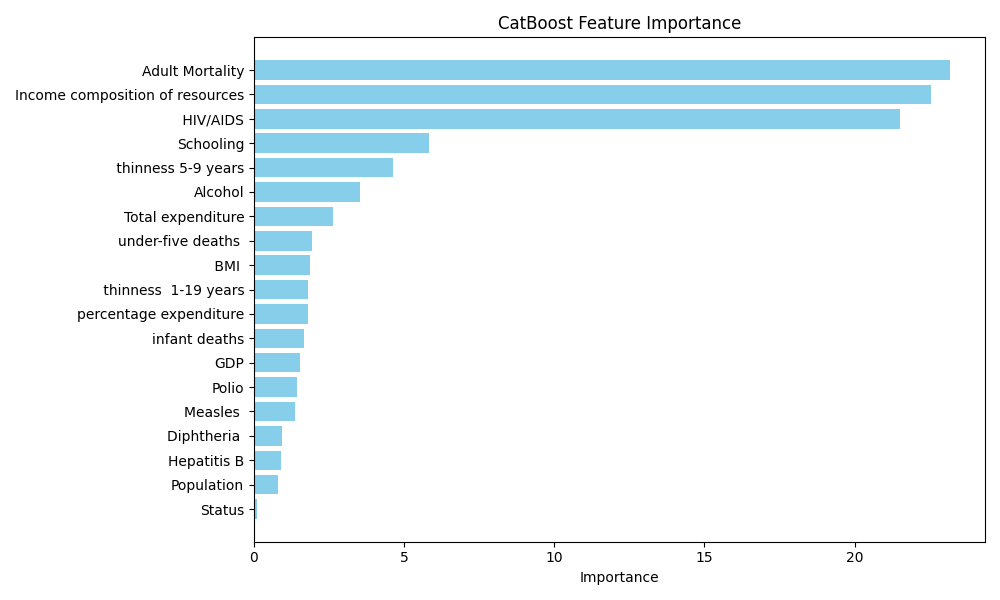 CatBoost Feature Importance
Adult Mortality
Income composition of resources
HIV/AIDS
Schooling
thinness 5-9 years
Alcohol
Total expenditure
under-five deaths
BMI
thinness  1-19 years
percentage expenditure
infant deaths
GDP
Polio
Measles
Diphtheria
Hepatitis B
Population
Status
0 5 10 15 20
Importance